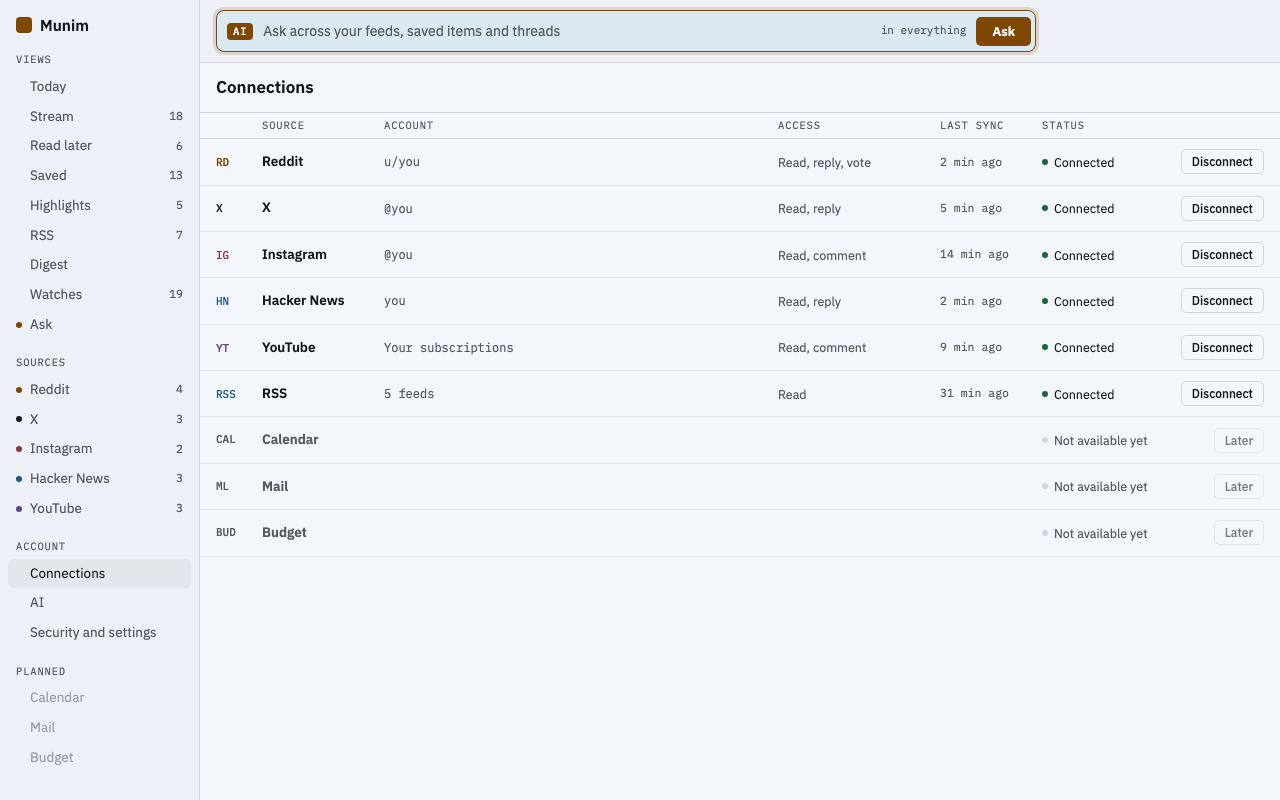 Munim
VIEWS
Today
Stream 18
Read later 6
Saved 13
Highlights 5
RSS 7
Digest
Watches 19
Ask
SOURCES
Reddit 4
X 3
Instagram 2
Hacker News 3
YouTube 3
ACCOUNT
Connections
AI
Security and settings
PLANNED
Calendar
Mail
Budget
AI Ask across your feeds, saved items and threads in everything Ask
Connections
SOURCE ACCOUNT ACCESS LAST SYNC STATUS
RD Reddit u/you Read, reply, vote 2 min ago Connected Disconnect
X X @you Read, reply 5 min ago Connected Disconnect
IG Instagram @you Read, comment 14 min ago Connected Disconnect
HN Hacker News you Read, reply 2 min ago Connected Disconnect
YT YouTube Your subscriptions Read, comment 9 min ago Connected Disconnect
RSS RSS 5 feeds Read 31 min ago Connected Disconnect
CAL Calendar Not available yet Later
ML Mail Not available yet Later
BUD Budget Not available yet Later